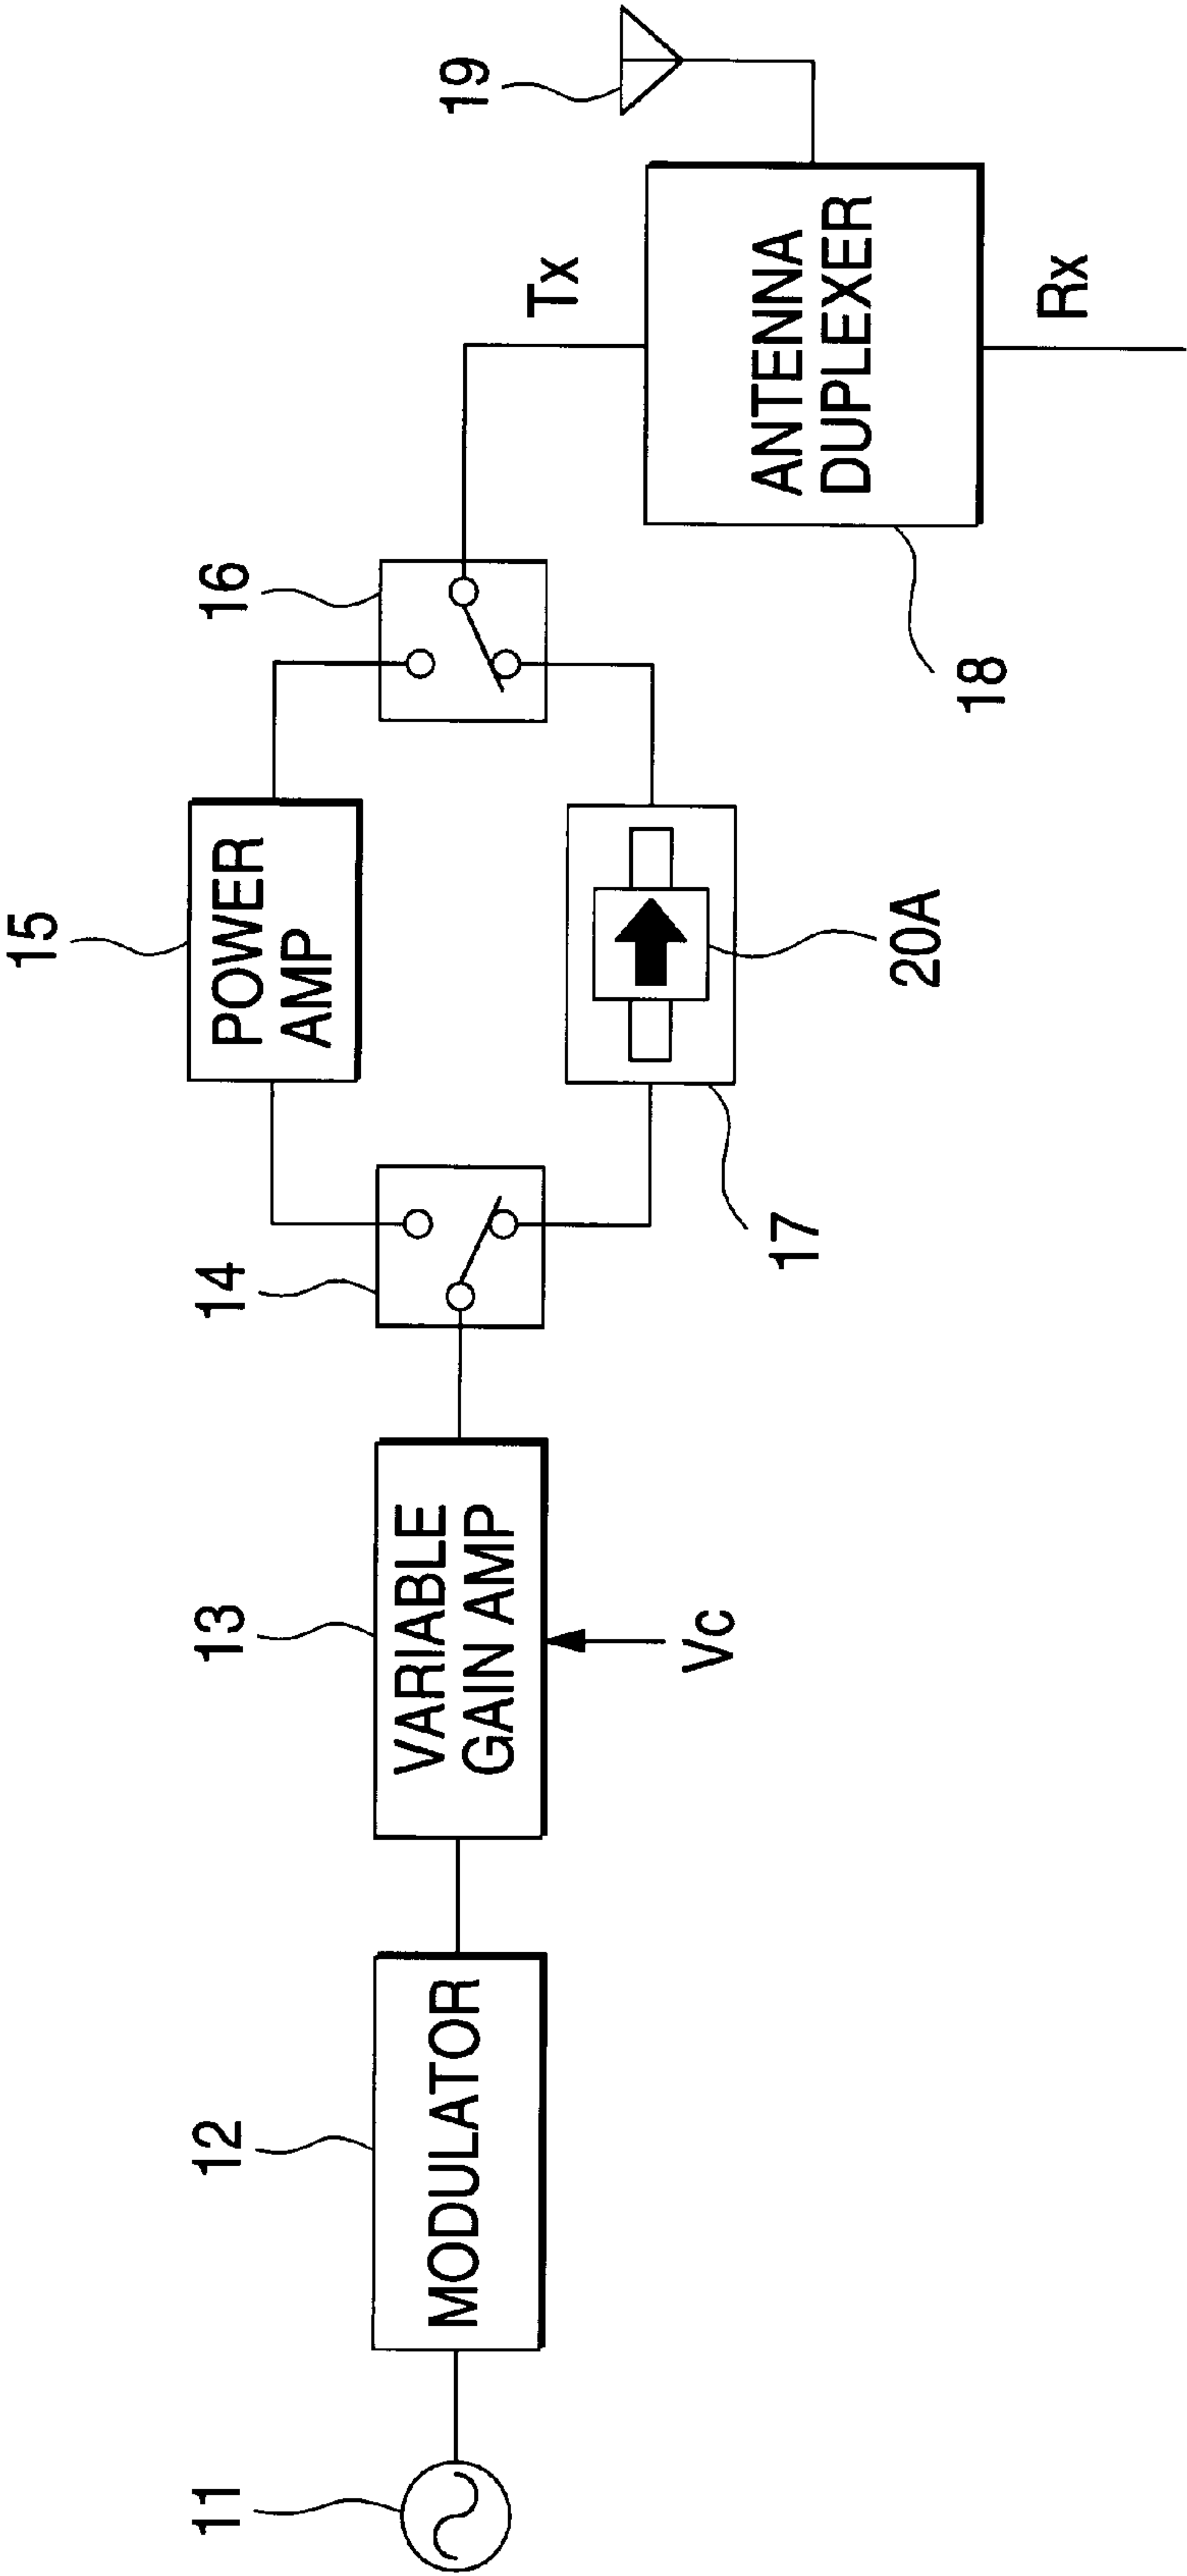 11
12
MODULATOR
13
VARIABLE
GAIN AMP
Vc
14
15
POWER
AMP
16
17
20A
Tx
ANTENNA
DUPLEXER
Rx
18
19